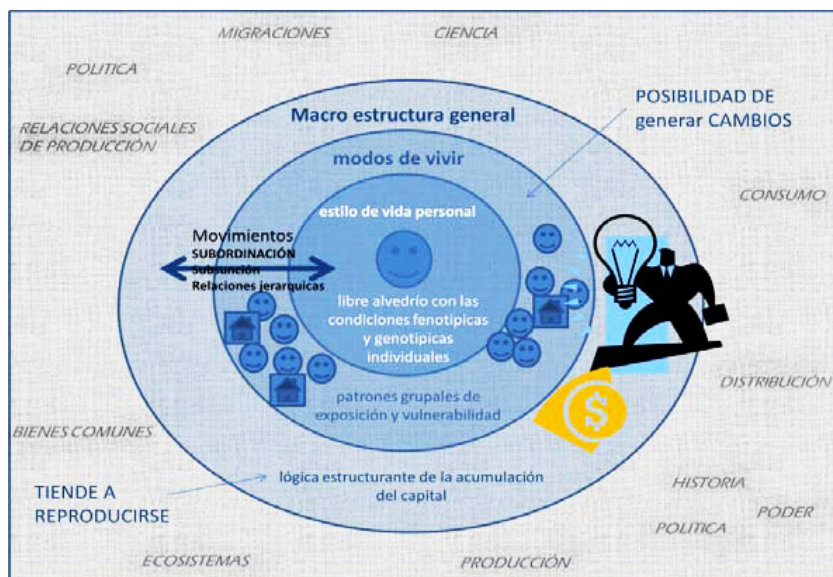 MIGRACIONES
CIENCIA
POLITICA
Macro estructura general
POSIBILIDAD DE
generar CAMBIOS
RELACIONES SOCIALES
DE PRODUCCIÓN
modos de vivir
CONSUMO
estilo de vida personal
Movimientos
SUBORDINACIÓN
Subsunción
Relaciones jerarquicas
libre alvedrío con las
condiciones fenotípicas
y genotípicas
individuales
DISTRIBUCIÓN
$
patrones grupales de
exposición y vulnerabilidad
BIENES COMUNES
lógica estructurante de la acumulación
del capital
TIENDE A
REPRODUCIRSE
HISTORIA
PODER
POLITICA
ECOSISTEMAS
PRODUCCIÓN